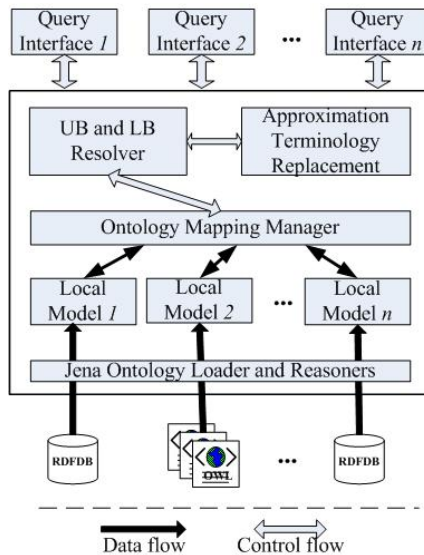 Query Interface 1
Query Interface 2
...
Query Interface n
UB and LB Resolver
Approximation Terminology Replacement
Ontology Mapping Manager
Local Model 1
Local Model 2
...
Local Model n
Jena Ontology Loader and Reasoners
RDFDB
OWL
...
RDFDB
Data flow
Control flow